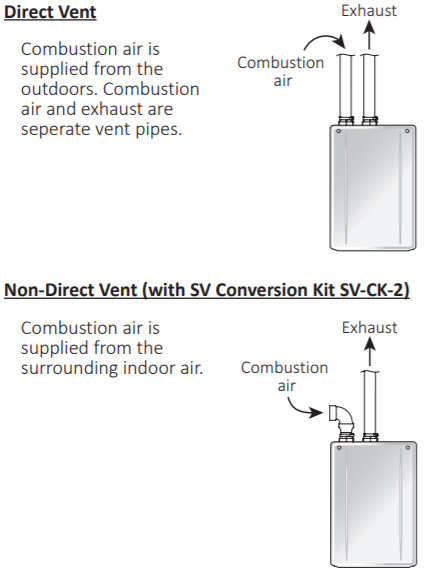 Direct Vent
Exhaust
Combustion air is
supplied from the
outdoors. Combustion
air and exhaust are
seperate vent pipes.
Combustion
air
Non-Direct Vent (with SV Conversion Kit SV-CK-2)
Combustion air is
supplied from the
surrounding indoor air.
Exhaust
Combustion
air